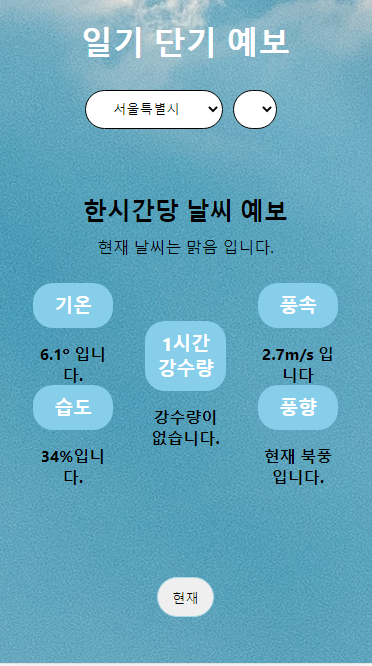 일기 단기 예보
서울특별시
한시간당 날씨 예보
현재 날씨는 맑음 입니다.
기온
6.1° 입니
다.
습도
34%입니
다.
1시간
강수량
강수량이
없습니다.
풍속
2.7m/s 입
니다
풍향
현재 북풍
입니다.
현재